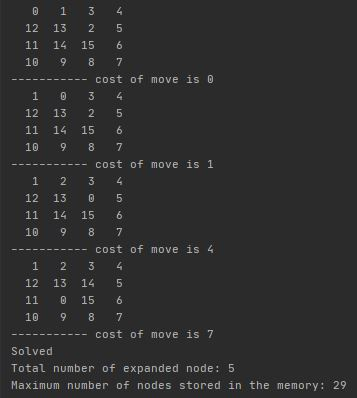 0 1 3 4
12 13 2 5
11 14 15 6
10 9 8 7
----------- cost of move is 0
1 0 3 4
12 13 2 5
11 14 15 6
10 9 8 7
----------- cost of move is 1
1 2 3 4
12 13 0 5
11 14 15 6
10 9 8 7
----------- cost of move is 4
1 2 3 4
12 13 14 5
11 0 15 6
10 9 8 7
----------- cost of move is 7
Solved
Total number of expanded node: 5
Maximum number of nodes stored in the memory: 29